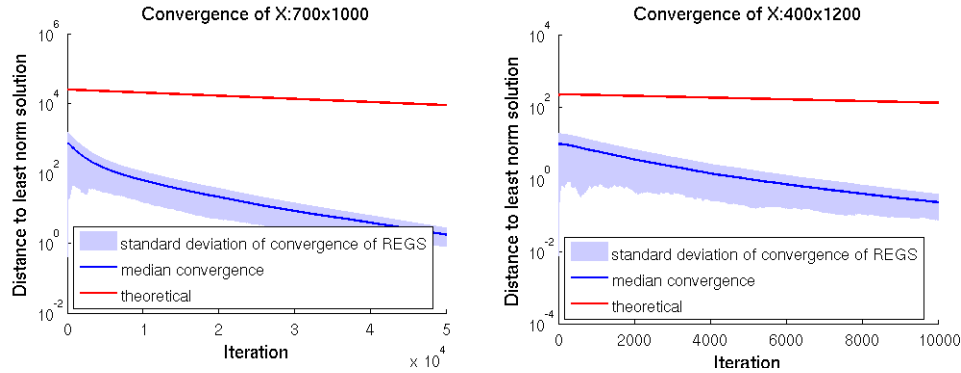 Convergence of X:700x1000
Distance to least norm solution
10^6
10^4
10^2
10^0
10^-2
standard deviation of convergence of REGS
median convergence
theoretical
0 1 2 3 4 5
Iteration
x 10^4
Convergence of X:400x1200
Distance to least norm solution
10^4
10^2
10^0
10^-2
10^-4
standard deviation of convergence of REGS
median convergence
theoretical
0 2000 4000 6000 8000 10000
Iteration